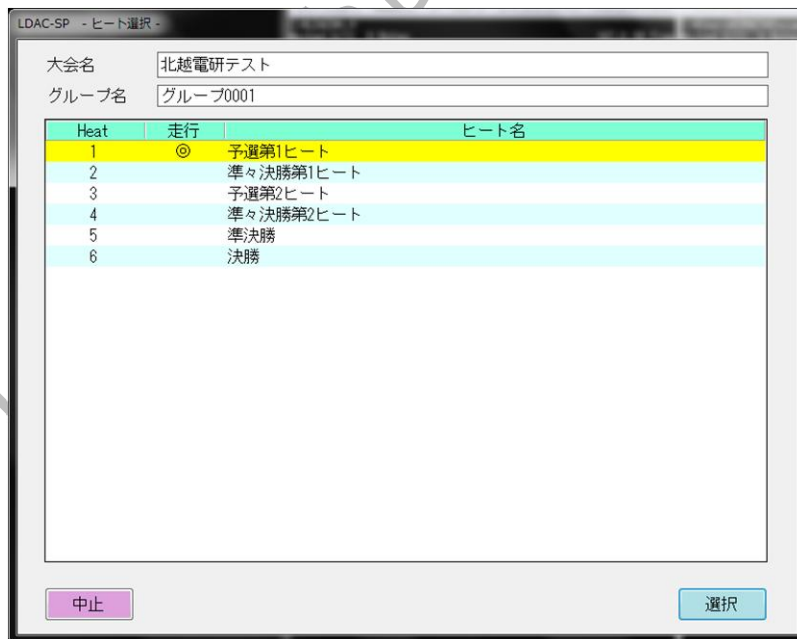 LDAC-SP - ヒート選択 -
大会名 北越電研テスト
グループ名 グループ0001
Heat 走行 ヒート名
1 ◎ 予選第1ヒート
2 準々決勝第1ヒート
3 予選第2ヒート
4 準々決勝第2ヒート
5 準決勝
6 決勝
中止 選択